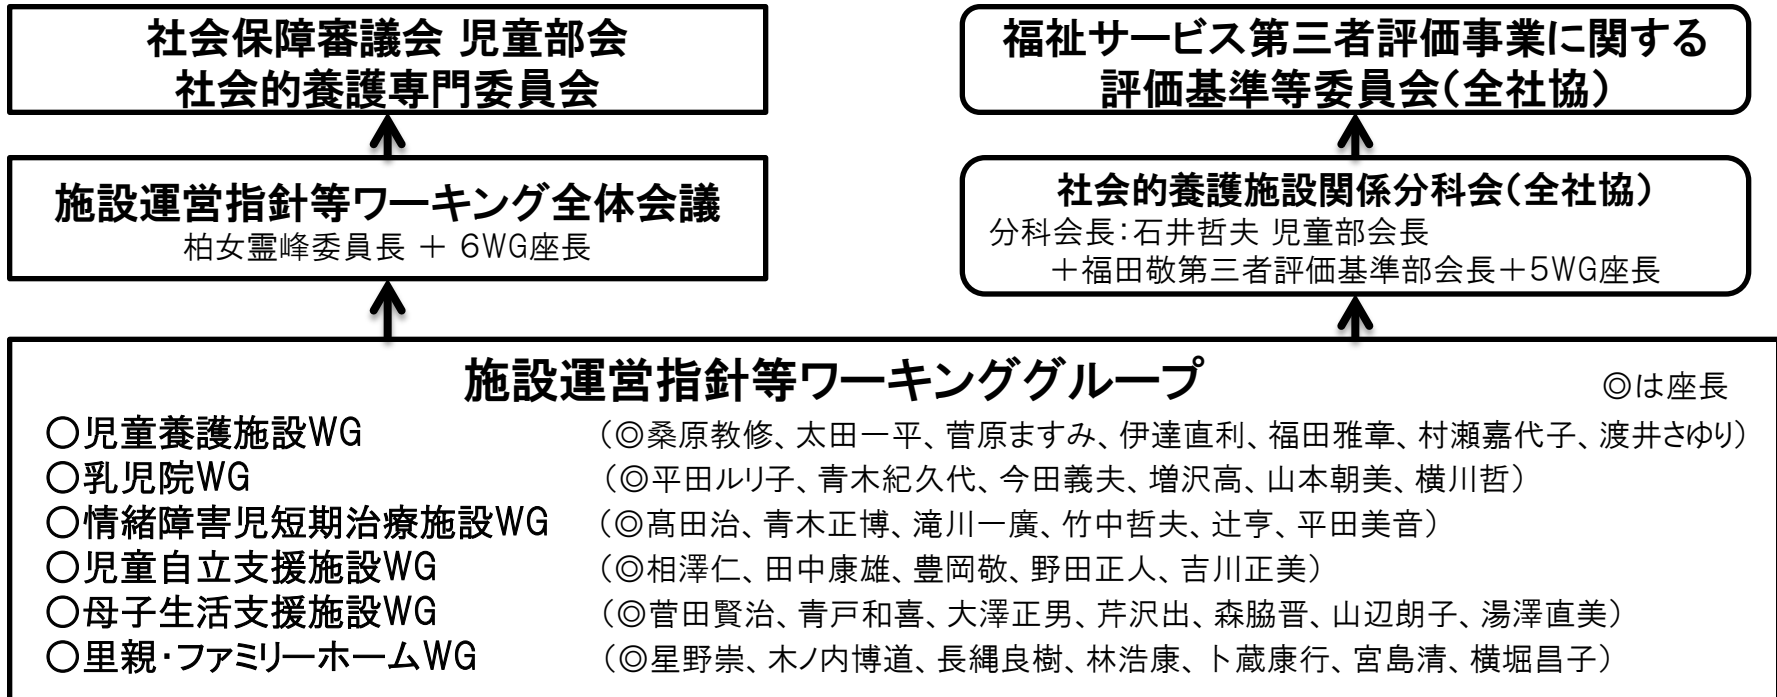 社会保障審議会 児童部会
社会的養護専門委員会
福祉サービス第三者評価事業に関する
評価基準等委員会(全社協)
施設運営指針等ワーキング全体会議
柏女霊峰委員長 + 6WG座長
社会的養護施設関係分科会(全社協)
分科会長:石井哲夫 児童部会長
+福田敬第三者評価基準部会長+5WG座長
施設運営指針等ワーキンググループ ◎は座長
○児童養護施設WG (◎桑原教修、太田一平、菅原ますみ、伊達直利、福田雅章、村瀬嘉代子、渡井さゆり)
○乳児院WG (◎平田ルリ子、青木紀久代、今田義夫、増沢高、山本朝美、横川哲)
○情緒障害児短期治療施設WG (◎髙田治、青木正博、滝川一廣、竹中哲夫、辻亨、平田美音)
○児童自立支援施設WG (◎相澤仁、田中康雄、豊岡敬、野田正人、吉川正美)
○母子生活支援施設WG (◎菅田賢治、青戸和喜、大澤正男、芹沢出、森脇晋、山辺朗子、湯澤直美)
○里親・ファミリーホームWG (◎星野崇、木ノ内博道、長縄良樹、林浩康、卜蔵康行、宮島清、横堀昌子)